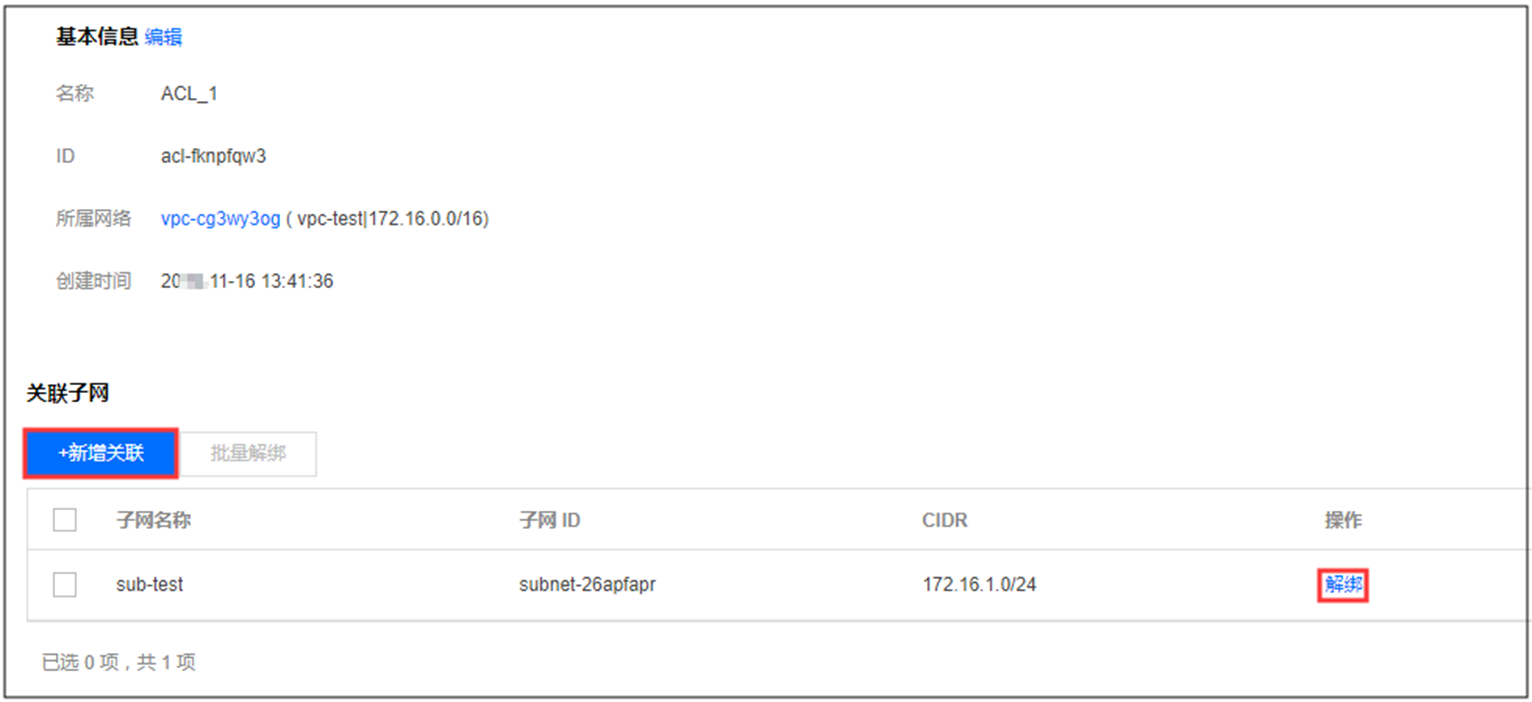 基本信息 编辑
名称 ACL_1
ID acl-fknpfqw3
所属网络 vpc-cg3wy3og ( vpc-test|172.16.0.0/16)
创建时间 20 11-16 13:41:36
关联子网
+新增关联 批量解绑
子网名称 子网 ID CIDR 操作
sub-test subnet-26apfapr 172.16.1.0/24 解绑
已选 0 项，共 1 项